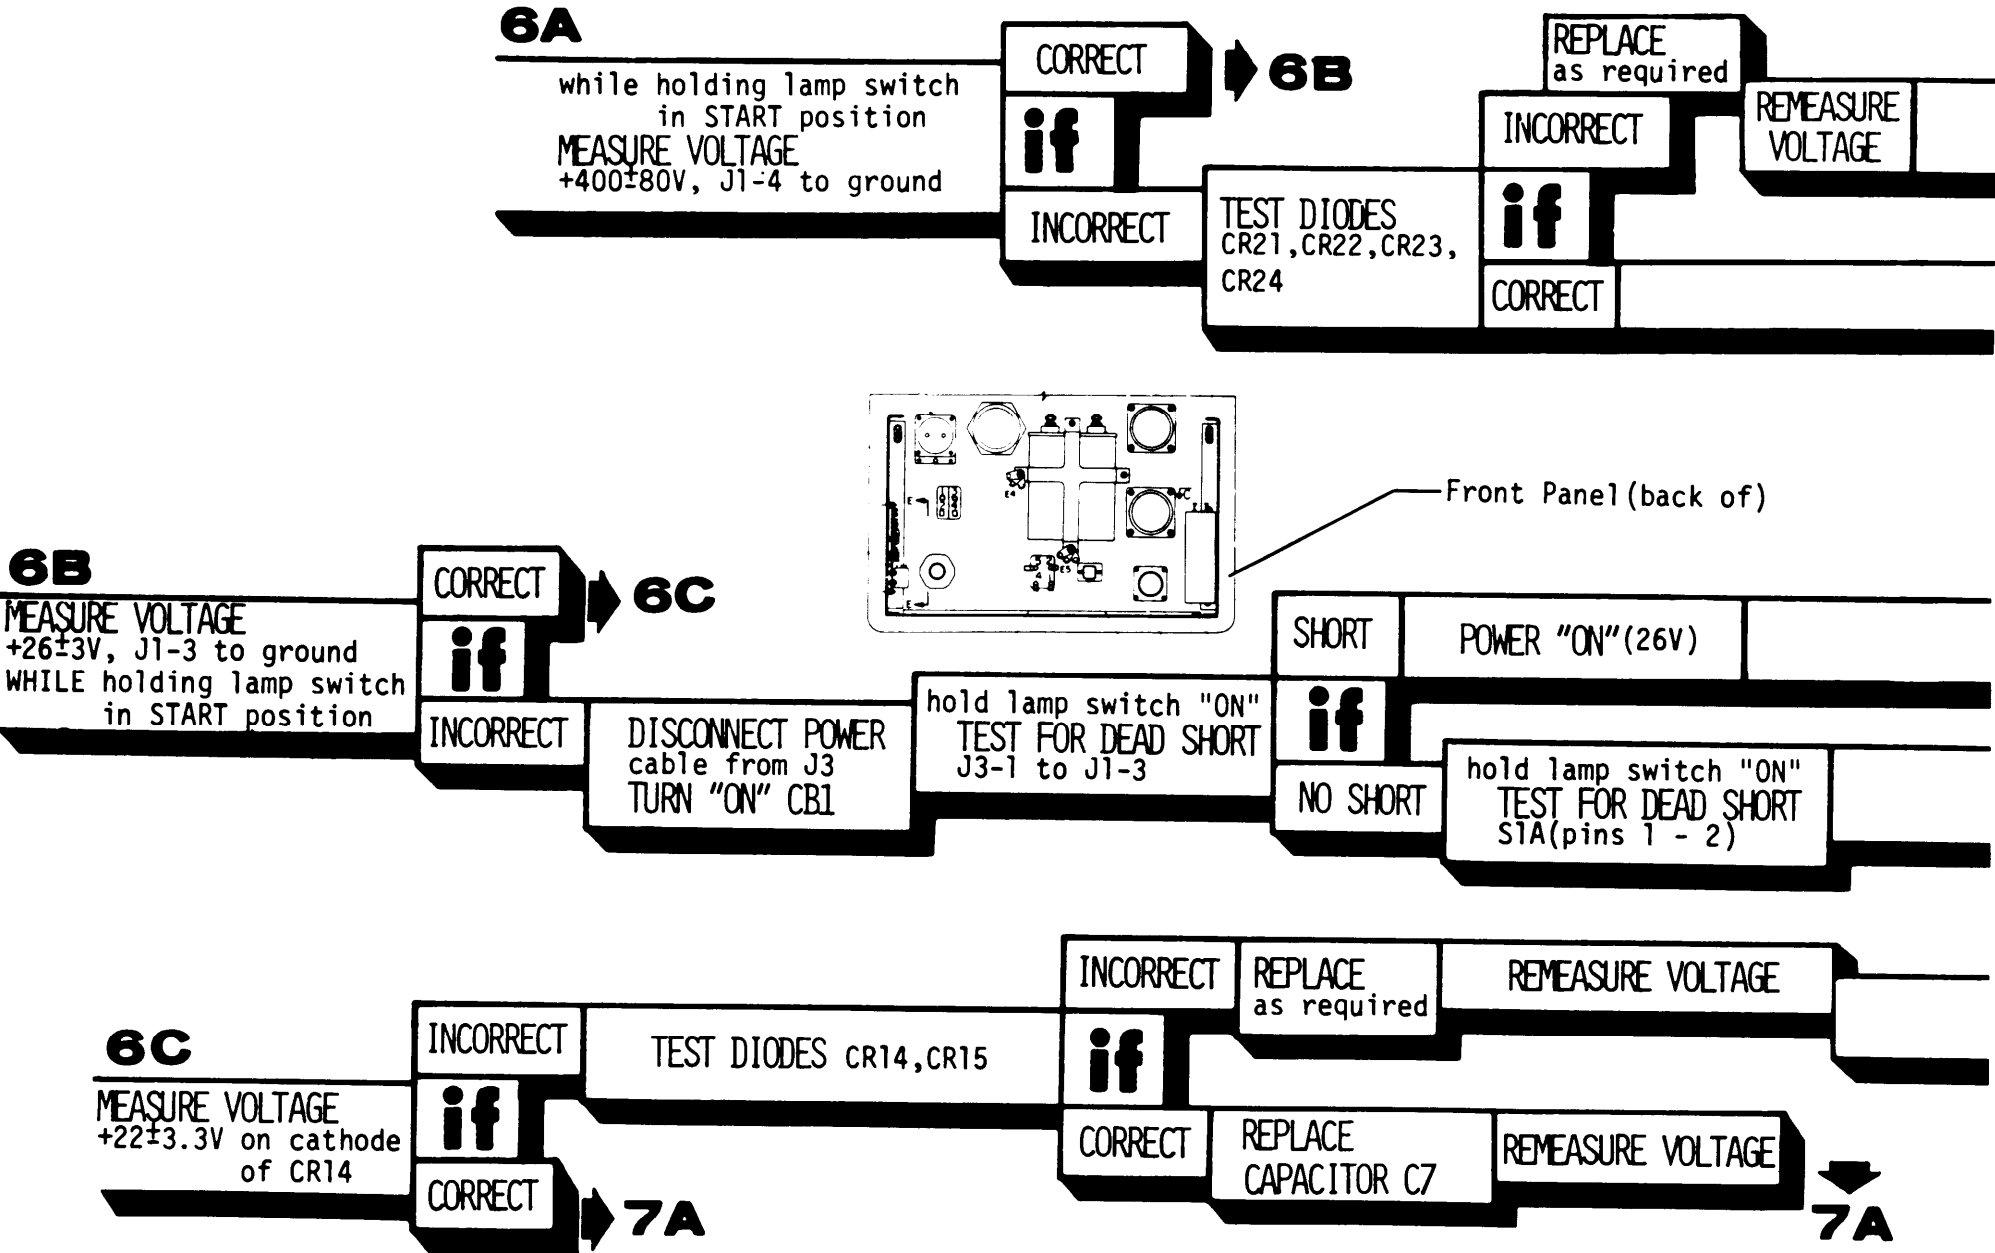 6A
while holding lamp switch
in START position
MEASURE VOLTAGE
+400±80V, J1-4 to ground
CORRECT
6B
if
INCORRECT
TEST DIODES
CR21,CR22,CR23,
CR24
REPLACE
as required
INCORRECT
REMEASURE
VOLTAGE
if
CORRECT
Front Panel(back of)
E4
E
C
E5
E
6B
MEASURE VOLTAGE
+26±3V, J1-3 to ground
WHILE holding lamp switch
in START position
CORRECT
6C
if
INCORRECT
DISCONNECT POWER
cable from J3
TURN "ON" CB1
hold lamp switch "ON"
TEST FOR DEAD SHORT
J3-1 to J1-3
SHORT
POWER "ON"(26V)
if
NO SHORT
hold lamp switch "ON"
TEST FOR DEAD SHORT
S1A(pins 1 - 2)
6C
MEASURE VOLTAGE
+22±3.3V on cathode
of CR14
INCORRECT
if
CORRECT
7A
TEST DIODES CR14,CR15
INCORRECT
REPLACE
as required
REMEASURE VOLTAGE
if
CORRECT
REPLACE
CAPACITOR C7
REMEASURE VOLTAGE
7A